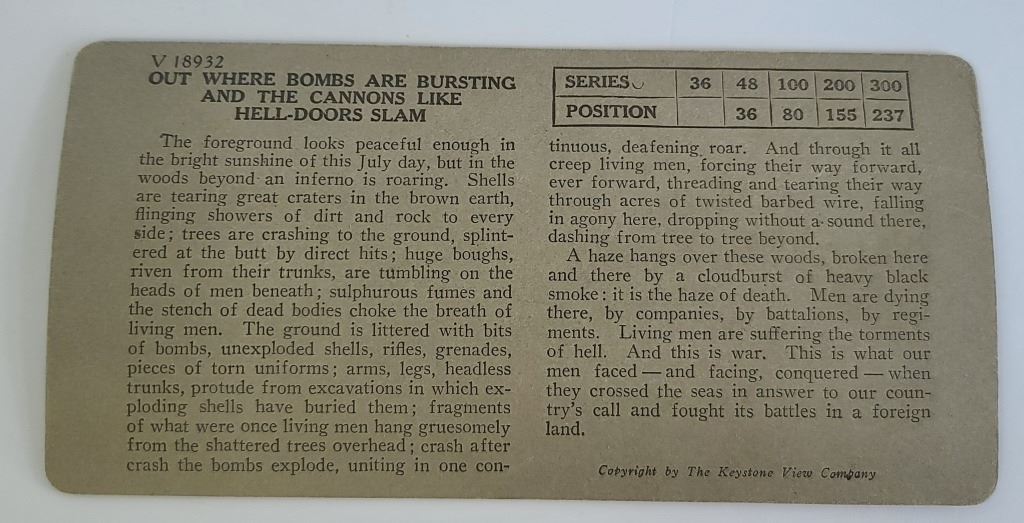 V 18932
OUT WHERE BOMBS ARE BURSTING
AND THE CANNONS LIKE
HELL-DOORS SLAM
The foreground looks peaceful enough in
the bright sunshine of this July day, but in the
woods beyond an inferno is roaring. Shells
are tearing great craters in the brown earth,
flinging showers of dirt and rock to every
side; trees are crashing to the ground, splint-
ered at the butt by direct hits; huge boughs,
riven from their trunks, are tumbling on the
heads of men beneath; sulphurous fumes and
the stench of dead bodies choke the breath of
living men. The ground is littered with bits
of bombs, unexploded shells, rifles, grenades,
pieces of torn uniforms; arms, legs, headless
trunks, protude from excavations in which ex-
ploding shells have buried them; fragments
of what were once living men hang gruesomely
from the shattered trees overhead; crash after
crash the bombs explode, uniting in one con-
SERIES 36 48 100 200 300
POSITION 36 80 155 237
tinuous, deafening roar. And through it all
creep living men, forcing their way forward,
ever forward, threading and tearing their way
through acres of twisted barbed wire, falling
in agony here, dropping without a sound there,
dashing from tree to tree beyond.
A haze hangs over these woods, broken here
and there by a cloudburst of heavy black
smoke: it is the haze of death. Men are dying
there, by companies, by battalions, by regi-
ments. Living men are suffering the torments
of hell. And this is war. This is what our
men faced — and facing, conquered — when
they crossed the seas in answer to our coun-
try's call and fought its battles in a foreign
land.
Copyright by The Keystone View Company